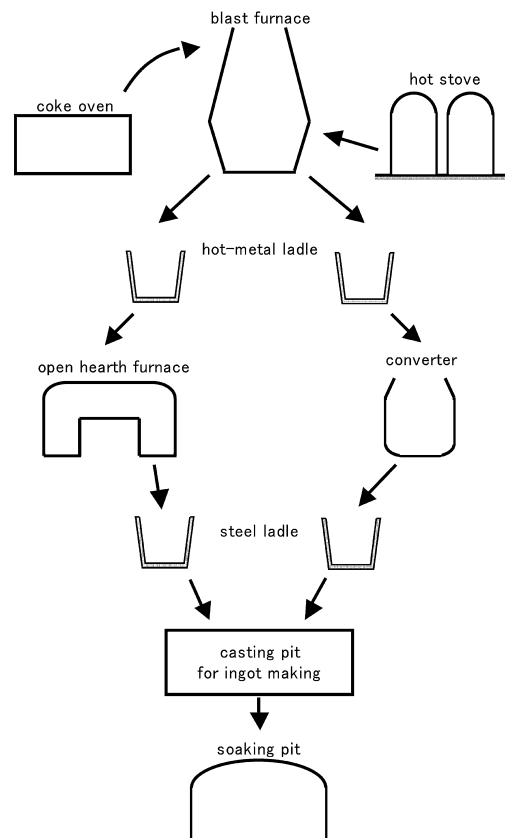 blast furnace
hot stove
coke oven
hot-metal ladle
open hearth furnace
converter
steel ladle
casting pit
for ingot making
soaking pit